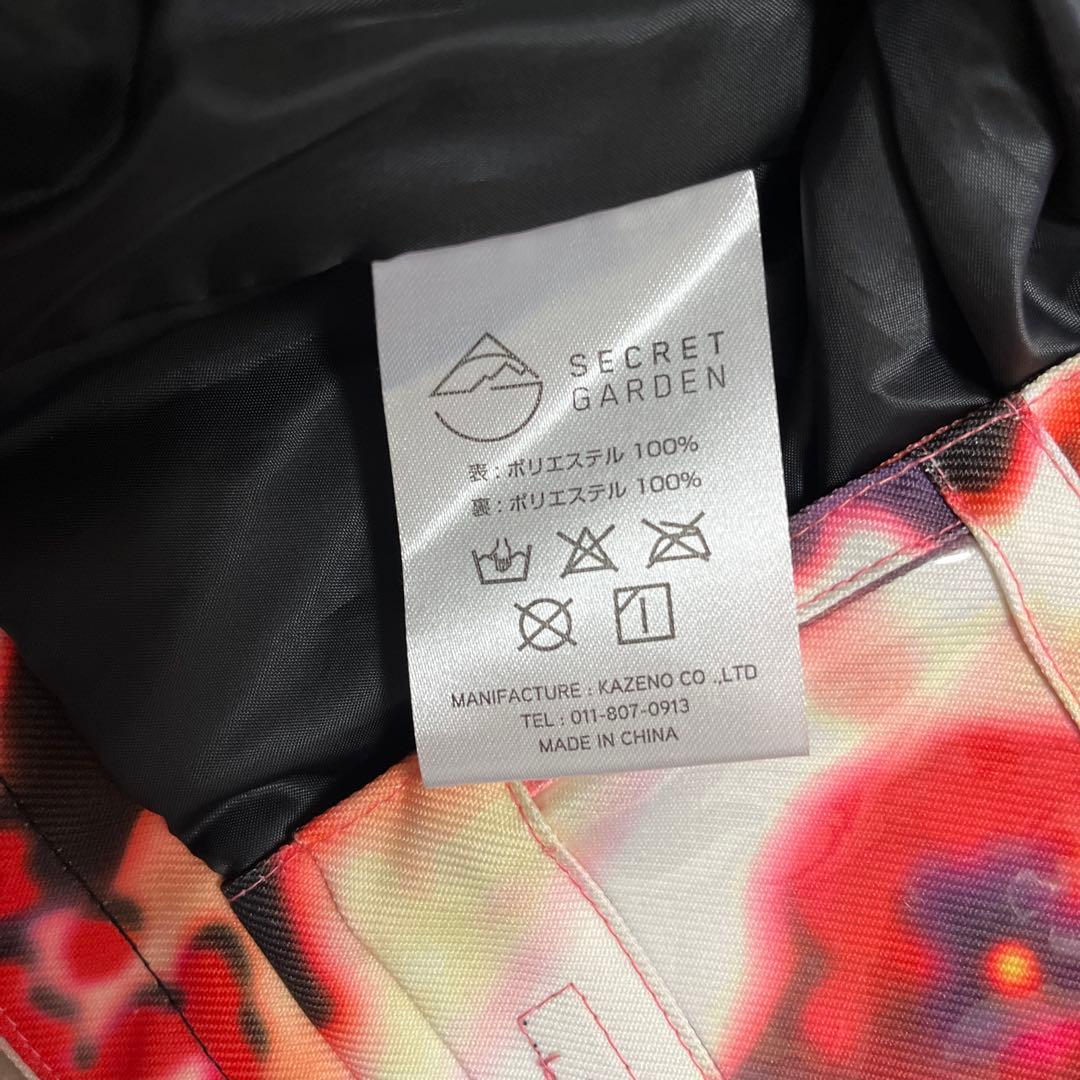 SECRET
GARDEN
表 : ポリエステル 100%
裏 : ポリエステル 100%
MANIFACTURE : KAZENO CO .,LTD
TEL : 011-807-0913
MADE IN CHINA